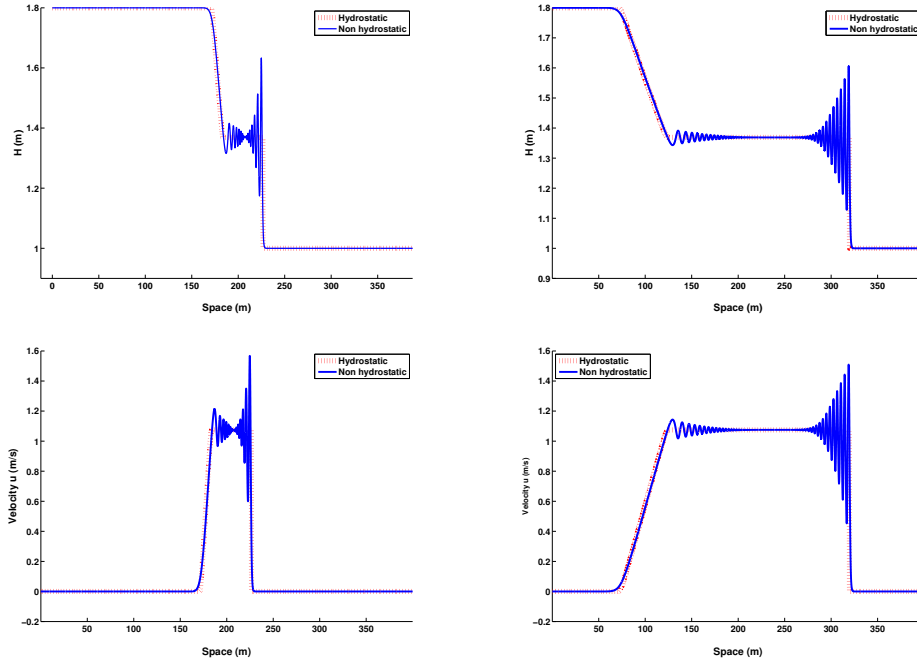 1.8
1.6
1.4
1.2
1
H (m)
0 50 100 150 200 250 300 350
Space (m)
Hydrostatic
Non hydrostatic
1.8
1.7
1.6
1.5
1.4
1.3
1.2
1.1
1
0.9
H (m)
50 100 150 200 250 300 350
Space (m)
Hydrostatic
Non hydrostatic
1.6
1.4
1.2
1
0.8
0.6
0.4
0.2
0
−0.2
Velocity u (m/s)
50 100 150 200 250 300 350
Space (m)
Hydrostatic
Non hydrostatic
1.6
1.4
1.2
1
0.8
0.6
0.4
0.2
0
−0.2
Velocity u (m/s)
50 100 150 200 250 300 350
Space (m)
Hydrostatic
Non hydrostatic